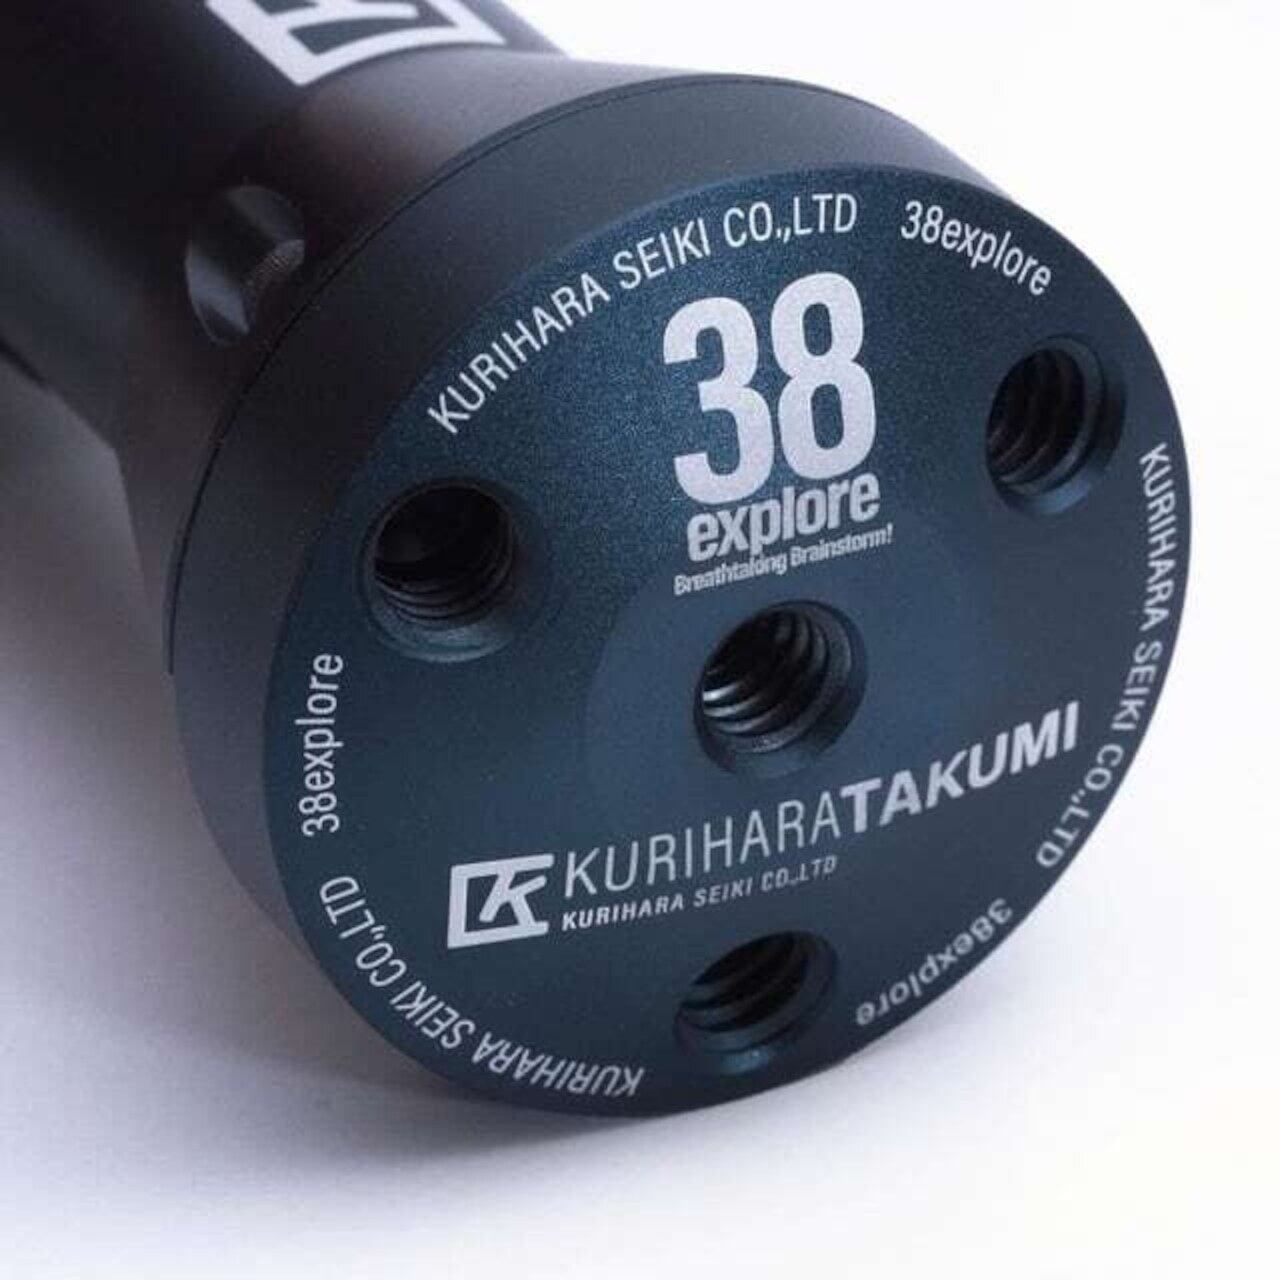 KURIHARA SEIKI CO.,LTD 38explore
38
explore
Breathtaking Brainstorm!
KURIHARA SEIKI CO.,LTD 38explore
KURIHARATAKUMI
KURIHARA SEIKI CO.,LTD
KURIHARA SEIKI CO.,LTD 38explore